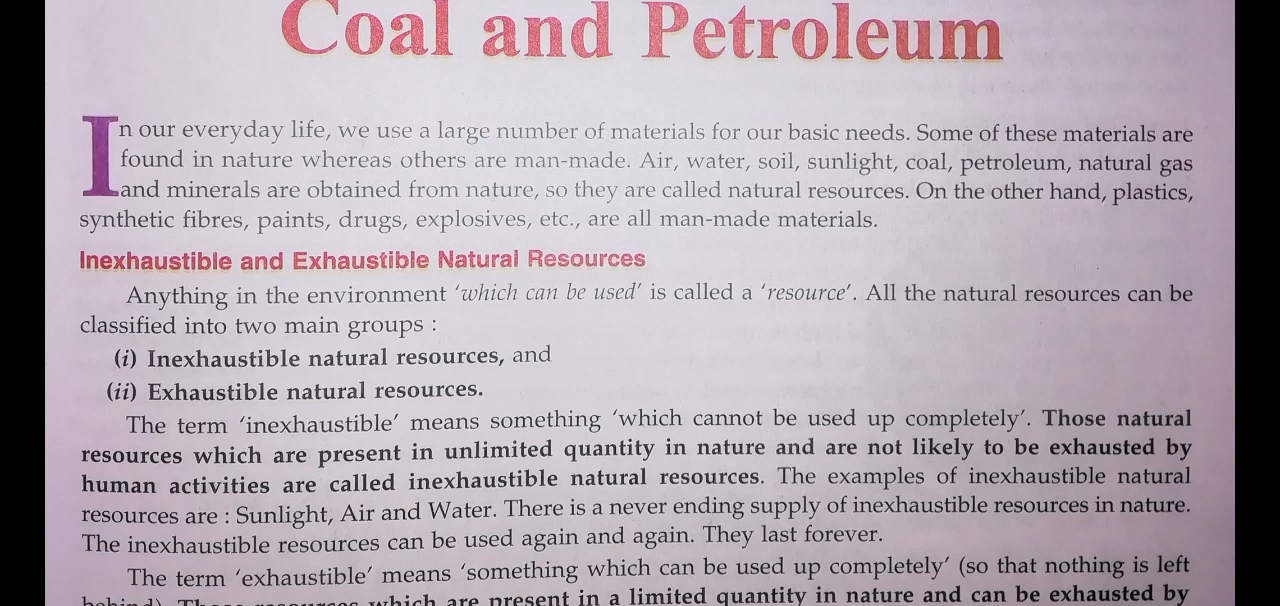 Coal and Petroleum
In our everyday life, we use a large number of materials for our basic needs. Some of these materials are
found in nature whereas others are man-made. Air, water, soil, sunlight, coal, petroleum, natural gas
and minerals are obtained from nature, so they are called natural resources. On the other hand, plastics,
synthetic fibres, paints, drugs, explosives, etc., are all man-made materials.
Inexhaustible and Exhaustible Natural Resources
Anything in the environment ‘which can be used’ is called a ‘resource’. All the natural resources can be
classified into two main groups :
(i) Inexhaustible natural resources, and
(ii) Exhaustible natural resources.
The term ‘inexhaustible’ means something ‘which cannot be used up completely’. Those natural
resources which are present in unlimited quantity in nature and are not likely to be exhausted by
human activities are called inexhaustible natural resources. The examples of inexhaustible natural
resources are : Sunlight, Air and Water. There is a never ending supply of inexhaustible resources in nature.
The inexhaustible resources can be used again and again. They last forever.
The term ‘exhaustible’ means ‘something which can be used up completely’ (so that nothing is left
behind). Those resources which are present in a limited quantity in nature and can be exhausted by